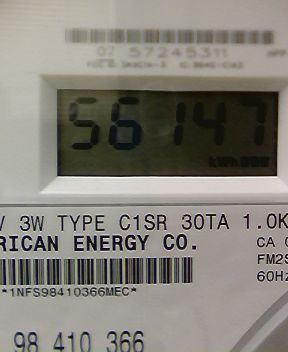 07 57245311
56147
kWh
V 3W TYPE C1SR 30TA 1.0K
RICAN ENERGY CO.
CA
FM2S
60Hz
*1NFS98410366MEC*
98 410 366